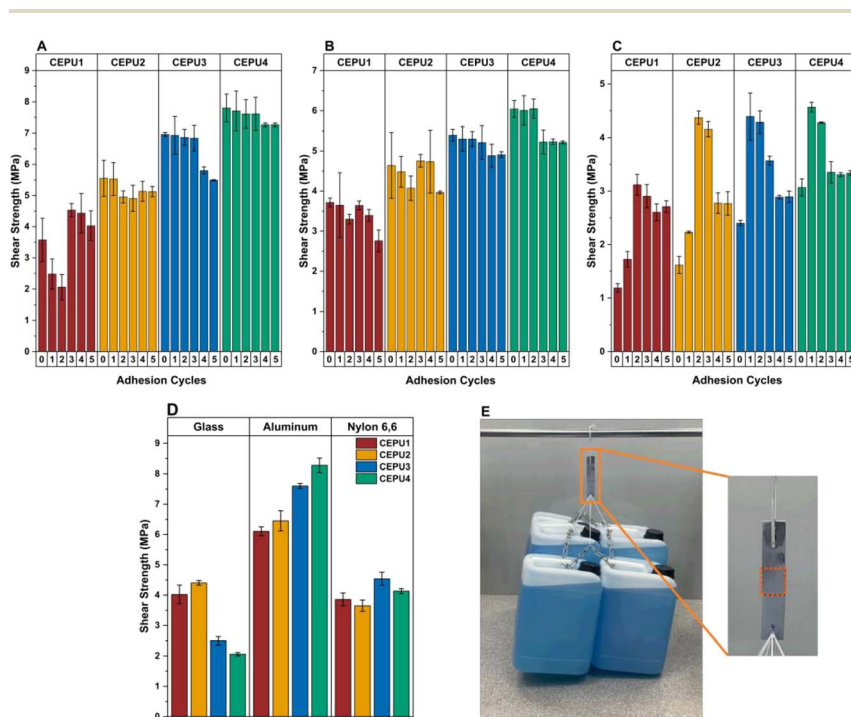 A
CEPU1 CEPU2 CEPU3 CEPU4
9
8
7
6
5
4
3
2
1
0
Shear Strength (MPa)
0 1 2 3 4 5 0 1 2 3 4 5 0 1 2 3 4 5 0 1 2 3 4 5
Adhesion Cycles
B
CEPU1 CEPU2 CEPU3 CEPU4
7
6
5
4
3
2
1
0
Shear Strength (MPa)
0 1 2 3 4 5 0 1 2 3 4 5 0 1 2 3 4 5 0 1 2 3 4 5
Adhesion Cycles
C
CEPU1 CEPU2 CEPU3 CEPU4
5
4
3
2
1
0
Shear Strength (MPa)
0 1 2 3 4 5 0 1 2 3 4 5 0 1 2 3 4 5 0 1 2 3 4 5
Adhesion Cycles
D
Glass Aluminum Nylon 6,6
CEPU1
CEPU2
CEPU3
CEPU4
9
8
7
6
5
4
3
2
1
0
Shear Strength (MPa)
E